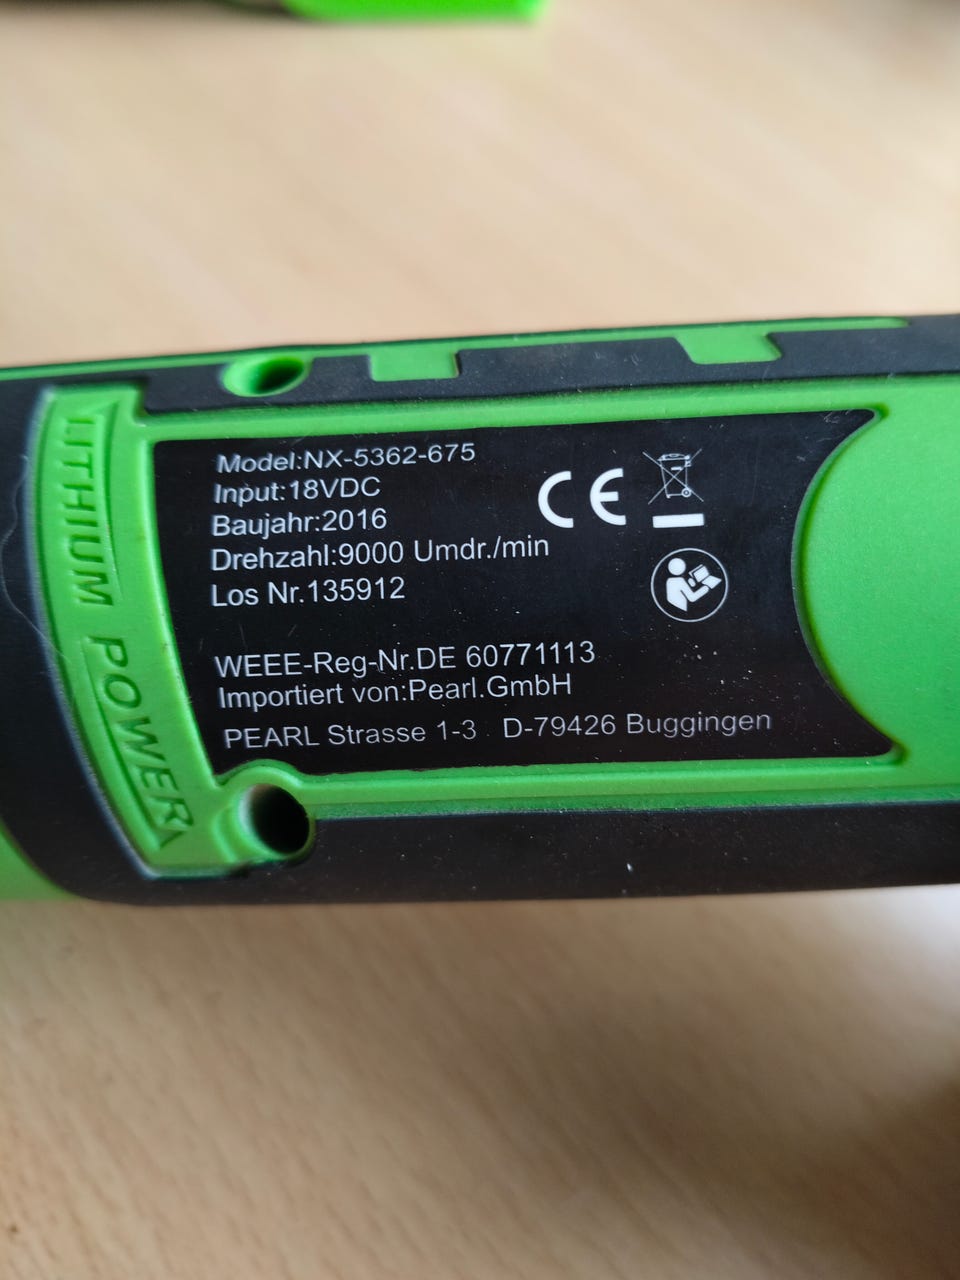 LITHIUM POWER
Model:NX-5362-675
Input:18VDC
Baujahr:2016
Drehzahl:9000 Umdr./min
Los Nr.135912
CE
WEEE-Reg-Nr.DE 60771113
Importiert von:Pearl.GmbH
PEARL Strasse 1-3 D-79426 Buggingen